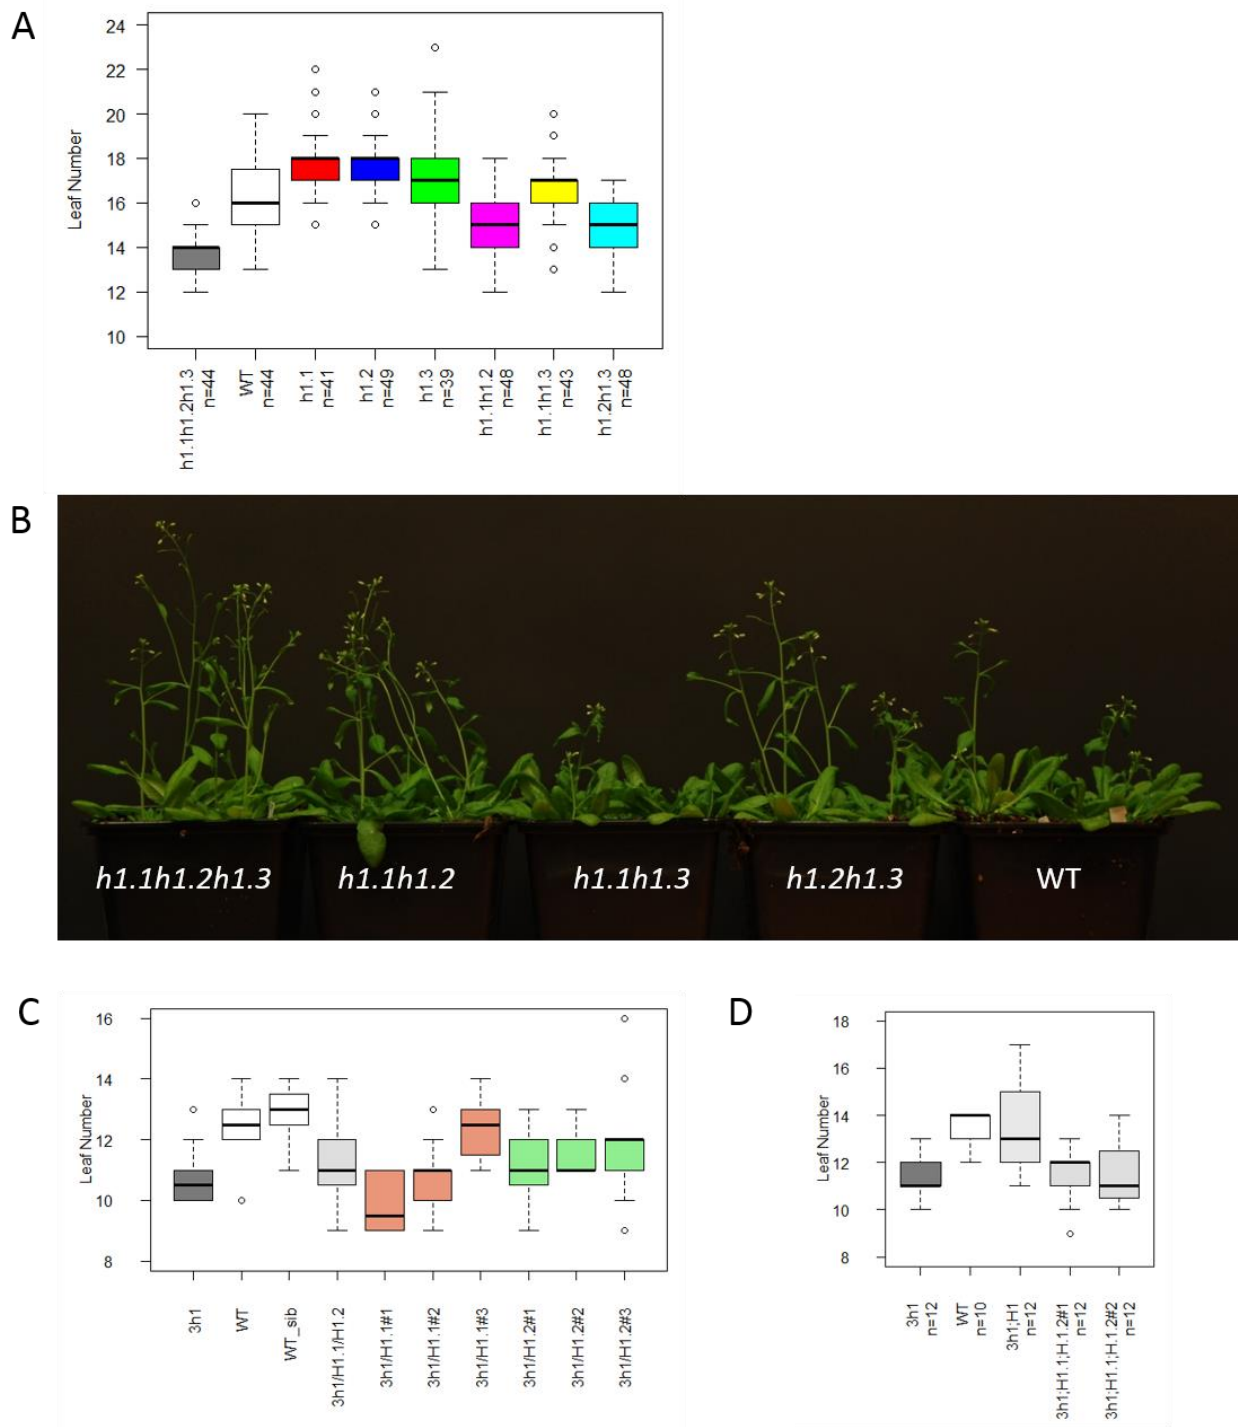 A
24
22
20
18
16
14
12
10
Leaf Number
h1.1h1.2h1.3
n=44
WT
n=44
h1.1
n=41
h1.2
n=49
h1.3
n=39
h1.1h1.2
n=48
h1.1h1.3
n=43
h1.2h1.3
n=48
B
h1.1h1.2h1.3
h1.1h1.2
h1.1h1.3
h1.2h1.3
WT
C
16
14
12
10
8
Leaf Number
3h1
WT
WT_sib
3h1/H1.1/H1.2
3h1/H1.1#1
3h1/H1.1#2
3h1/H1.1#3
3h1/H1.2#1
3h1/H1.2#2
3h1/H1.2#3
D
18
16
14
12
10
8
Leaf Number
3h1
n=12
WT
n=10
3h1;H1
n=12
3h1;H1.1;H.1.2#1
n=12
3h1;H1.1;H.1.2#2
n=12